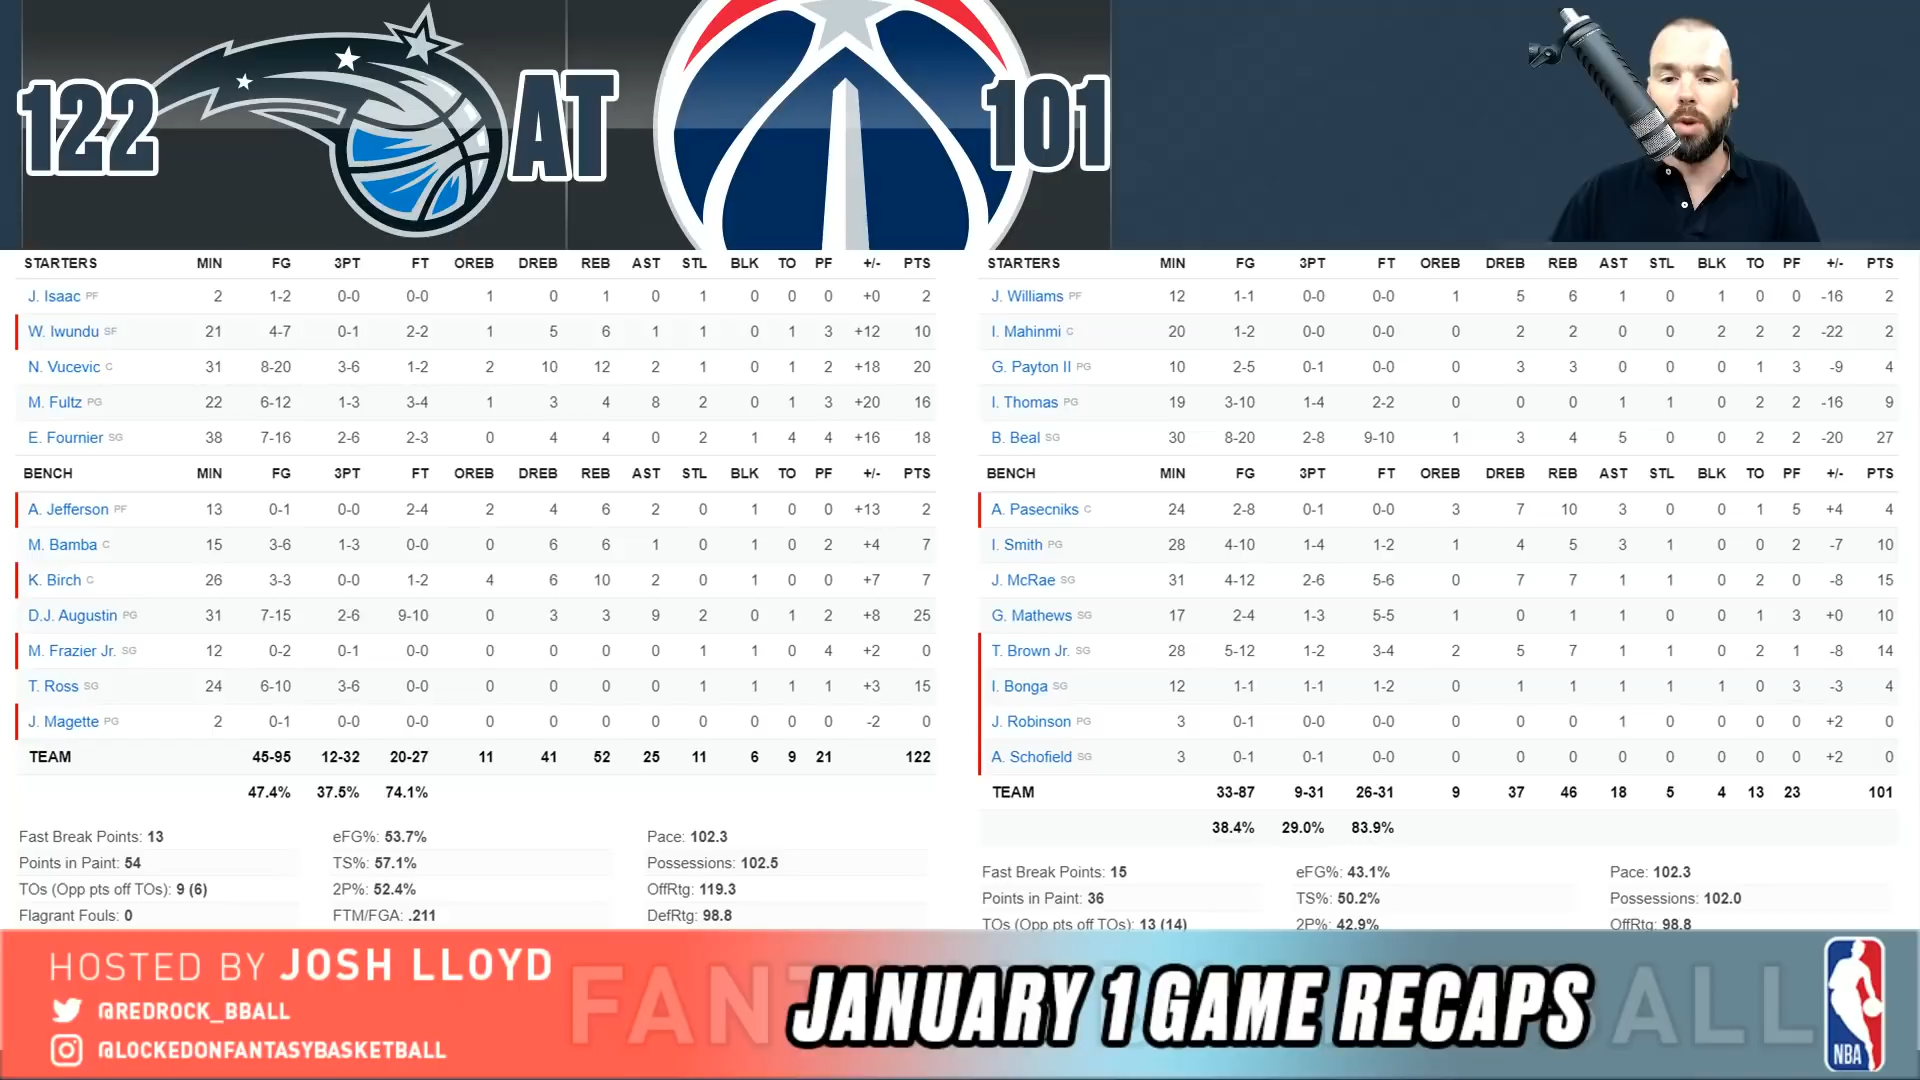 122 AT 101
STARTERS MIN FG 3PT FT OREB DREB REB AST STL BLK TO PF +/- PTS
J. Isaac PF 2 1-2 0-0 0-0 1 0 1 0 1 0 0 0 +0 2
W. Iwundu SF 21 4-7 0-1 2-2 1 5 6 1 1 0 1 3 +12 10
N. Vucevic C 31 8-20 3-6 1-2 2 10 12 2 1 0 1 2 +18 20
M. Fultz PG 22 6-12 1-3 3-4 1 3 4 8 2 0 1 3 +20 16
E. Fournier SG 38 7-16 2-6 2-3 0 4 4 0 2 1 4 4 +16 18
BENCH MIN FG 3PT FT OREB DREB REB AST STL BLK TO PF +/- PTS
A. Jefferson PF 13 0-1 0-0 2-4 2 4 6 2 0 1 0 0 +13 2
M. Bamba C 15 3-6 1-3 0-0 0 6 6 1 0 1 0 2 +4 7
K. Birch C 26 3-3 0-0 1-2 4 6 10 2 0 1 0 0 +7 7
D.J. Augustin PG 31 7-15 2-6 9-10 0 3 3 9 2 0 1 2 +8 25
M. Frazier Jr. SG 12 0-2 0-1 0-0 0 0 0 0 1 1 0 4 +2 0
T. Ross SG 24 6-10 3-6 0-0 0 0 0 0 1 1 1 1 +3 15
J. Magette PG 2 0-1 0-0 0-0 0 0 0 0 0 0 0 0 -2 0
TEAM 45-95 12-32 20-27 11 41 52 25 11 6 9 21 122
47.4% 37.5% 74.1%
Fast Break Points: 13 eFG%: 53.7% Pace: 102.3
Points in Paint: 54 TS%: 57.1% Possessions: 102.5
TOs (Opp pts off TOs): 9 (6) 2P%: 52.4% OffRtg: 119.3
Flagrant Fouls: 0 FTM/FGA: .211 DefRtg: 98.8
STARTERS MIN FG 3PT FT OREB DREB REB AST STL BLK TO PF +/- PTS
J. Williams PF 12 1-1 0-0 0-0 1 5 6 1 0 1 0 0 -16 2
I. Mahinmi C 20 1-2 0-0 0-0 0 2 2 0 0 2 2 2 -22 2
G. Payton II PG 10 2-5 0-1 0-0 0 3 3 0 0 0 1 3 -9 4
I. Thomas PG 19 3-10 1-4 2-2 0 0 0 1 1 0 2 2 -16 9
B. Beal SG 30 8-20 2-8 9-10 1 3 4 5 0 0 2 2 -20 27
BENCH MIN FG 3PT FT OREB DREB REB AST STL BLK TO PF +/- PTS
A. Pasecniks C 24 2-8 0-1 0-0 3 7 10 3 0 0 1 5 +4 4
I. Smith PG 28 4-10 1-4 1-2 1 4 5 3 1 0 0 2 -7 10
J. McRae SG 31 4-12 2-6 5-6 0 7 7 1 1 0 2 0 -8 15
G. Mathews SG 17 2-4 1-3 5-5 1 0 1 1 0 0 1 3 +0 10
T. Brown Jr. SG 28 5-12 1-2 3-4 2 5 7 1 1 0 2 1 -8 14
I. Bonga SG 12 1-1 1-1 1-2 0 1 1 1 1 1 0 3 -3 4
J. Robinson PG 3 0-1 0-0 0-0 0 0 0 1 0 0 0 0 +2 0
A. Schofield SG 3 0-1 0-1 0-0 0 0 0 0 0 0 0 0 +2 0
TEAM 33-87 9-31 26-31 9 37 46 18 5 4 13 23 101
38.4% 29.0% 83.9%
Fast Break Points: 15 eFG%: 43.1% Pace: 102.3
Points in Paint: 36 TS%: 50.2% Possessions: 102.0
TOs (Opp pts off TOs): 13 (14) 2P%: 42.9% OffRtg: 98.8
HOSTED BY JOSH LLOYD
@REDROCK_BBALL
@LOCKEDONFANTASYBASKETBALL
JANUARY 1 GAME RECAPS
NBA